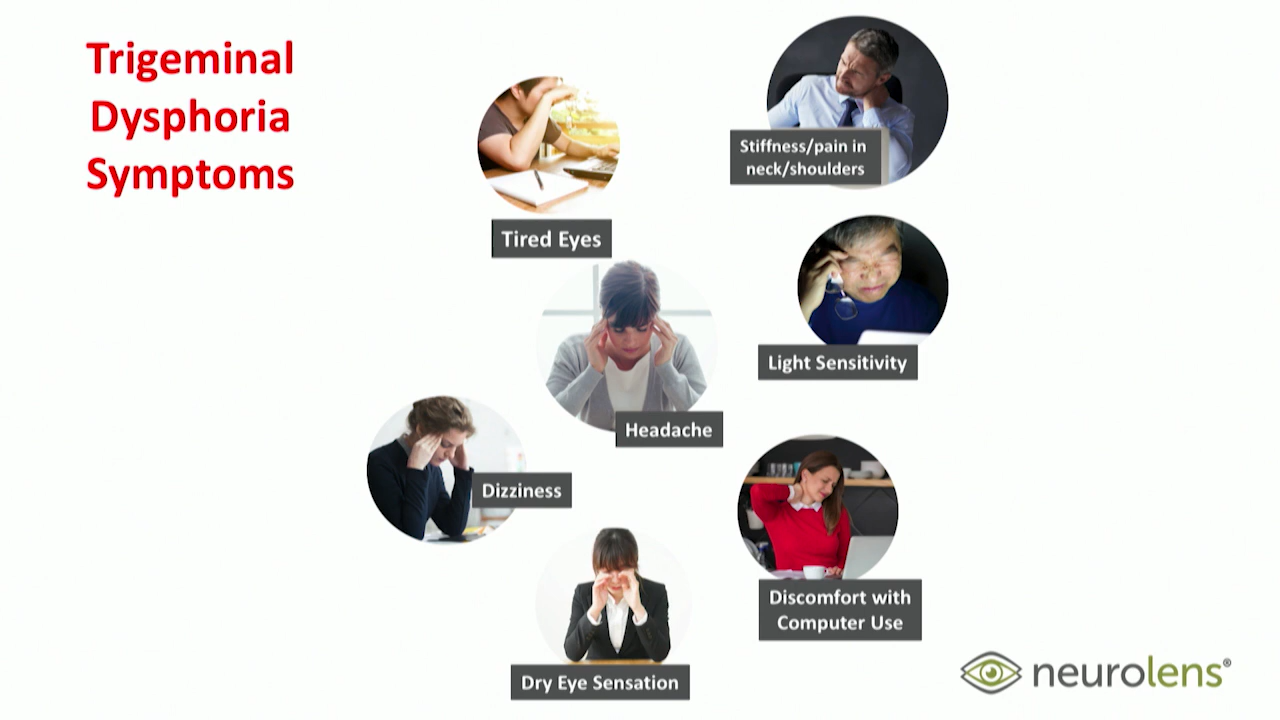 Trigeminal
Dysphoria
Symptoms
Stiffness/pain in
neck/shoulders
Tired Eyes
Light Sensitivity
Headache
Dizziness
Discomfort with
Computer Use
Dry Eye Sensation
neurolens®